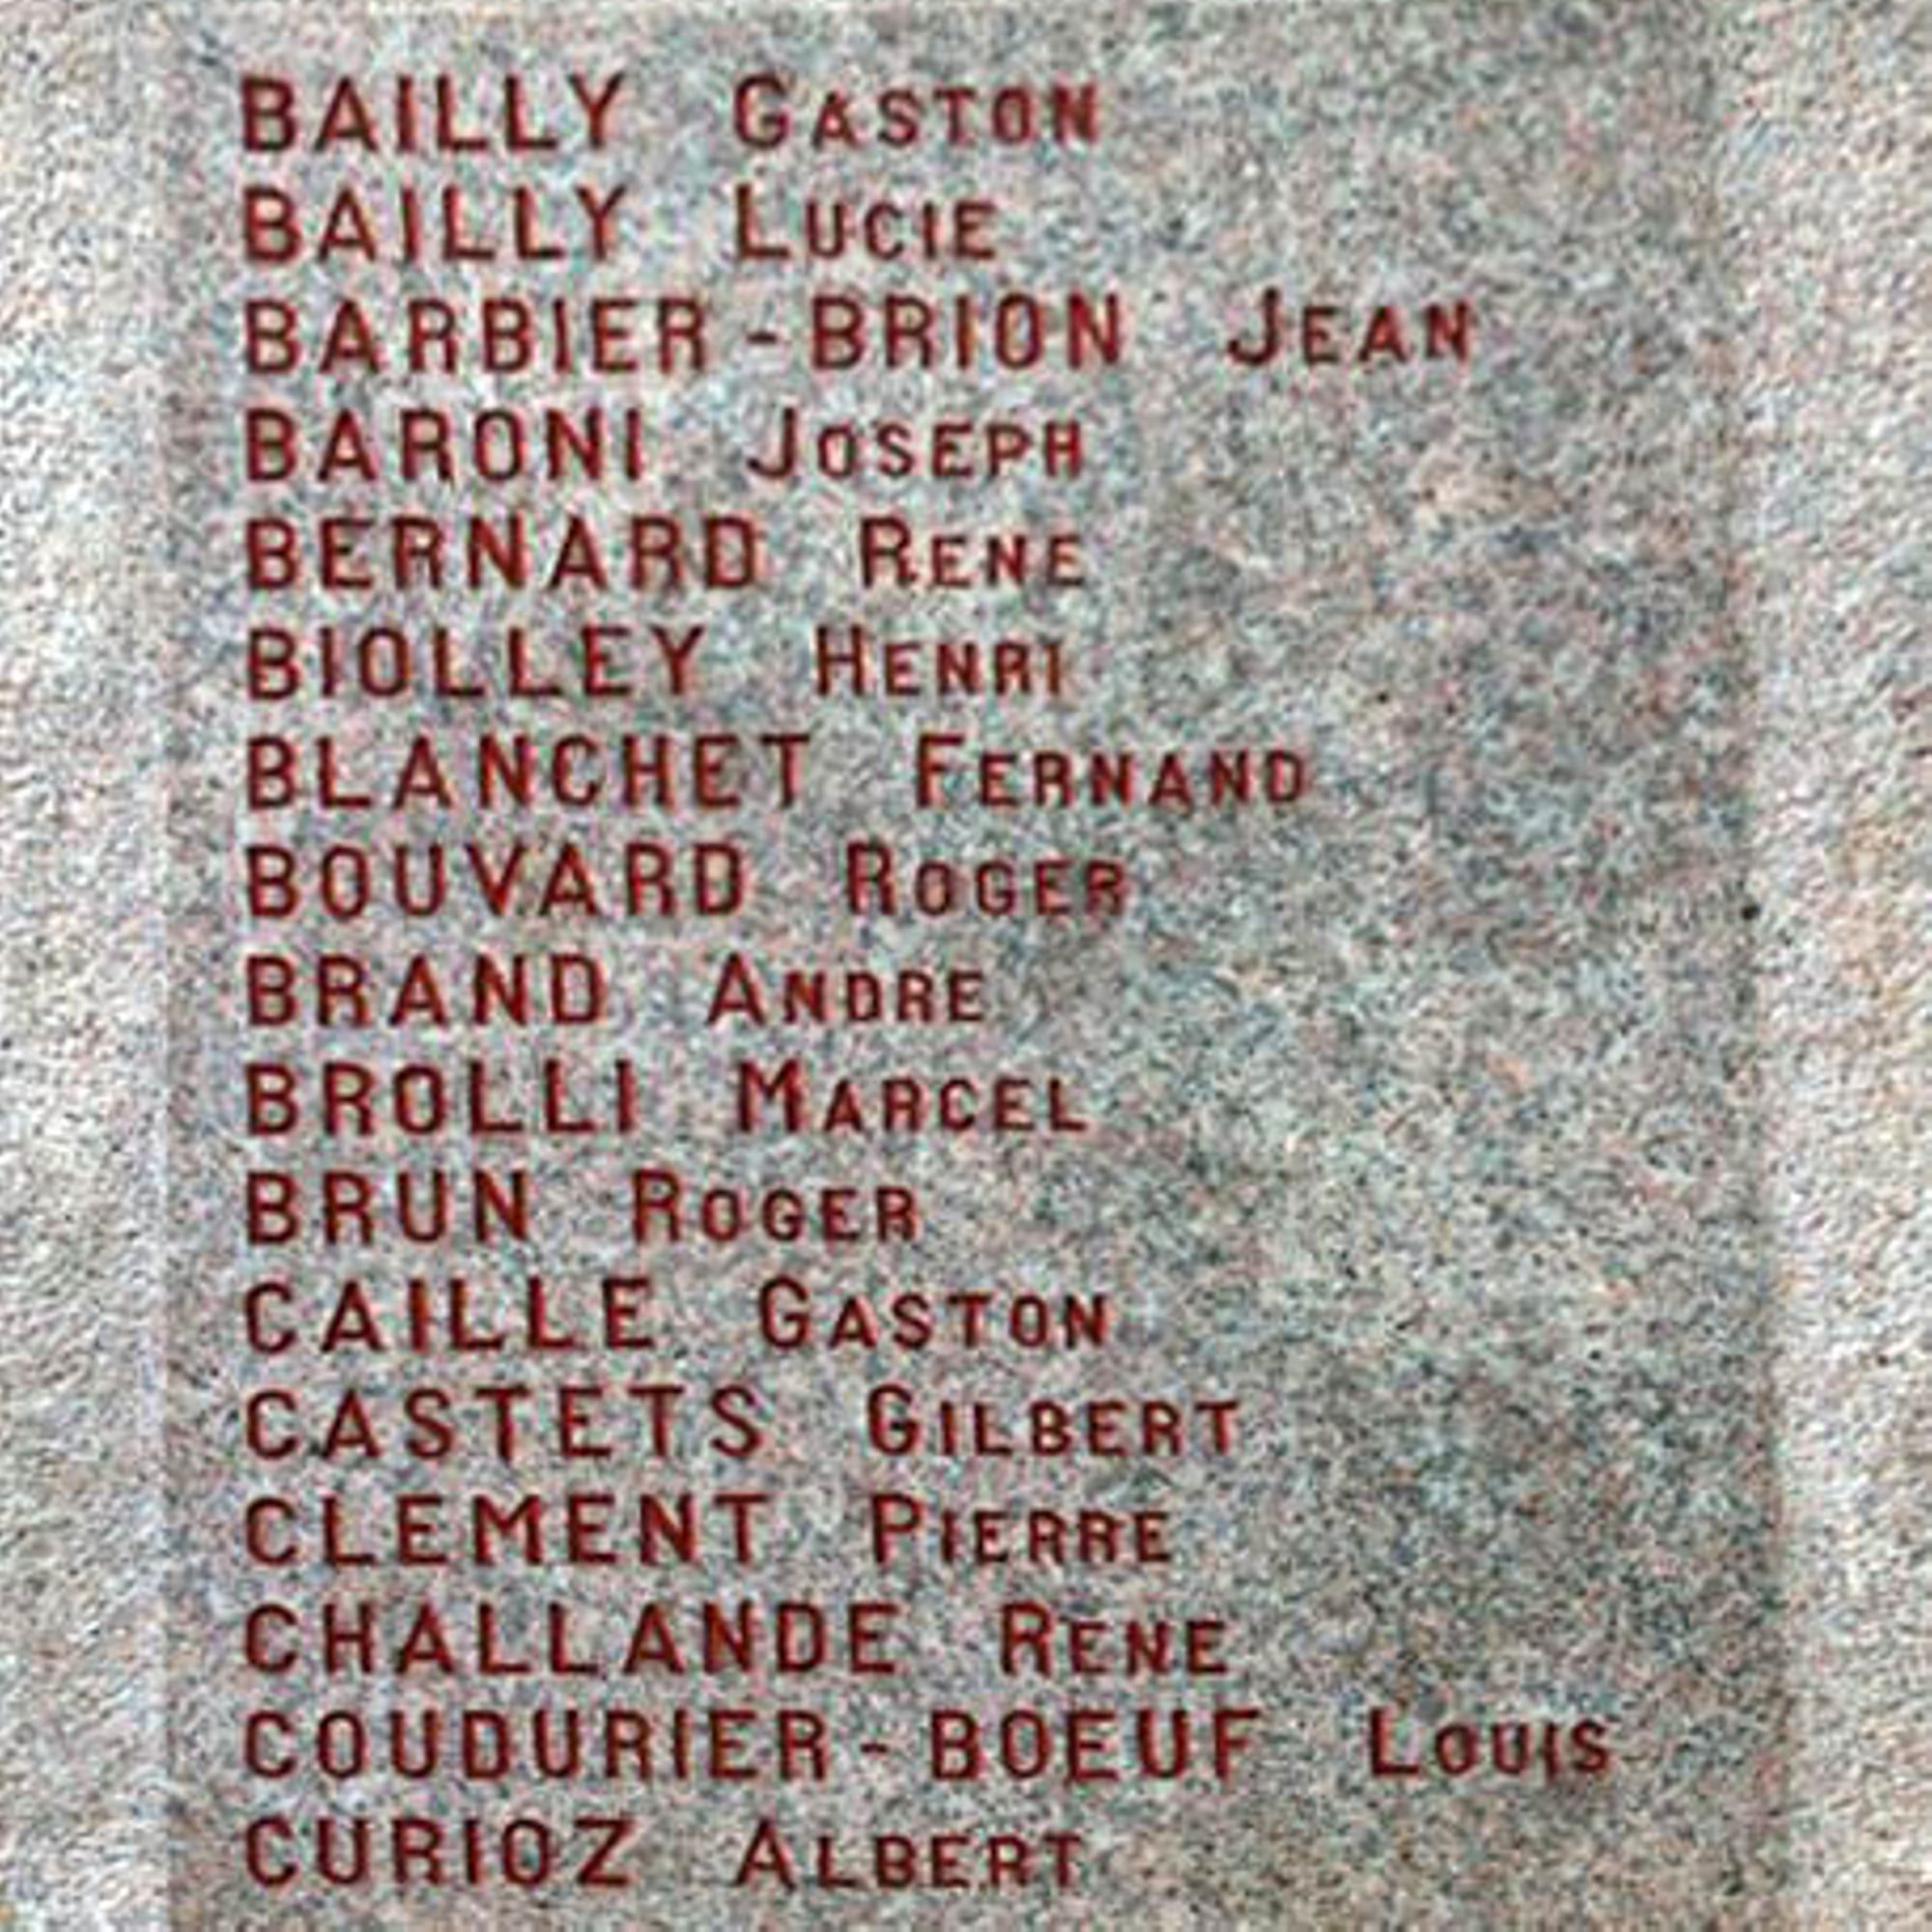 BAILLY GASTON
BAILLY LUCIE
BARBIER-BRION JEAN
BARONI JOSEPH
BERNARD RENE
BIOLLEY HENRI
BLANCHET FERNAND
BOUVARD ROGER
BRAND ANDRE
BROLLI MARCEL
BRUN ROGER
CAILLE GASTON
CASTETS GILBERT
CLEMENT PIERRE
CHALLANDE RENE
COUDURIER-BOEUF LOUIS
CURIOZ ALBERT